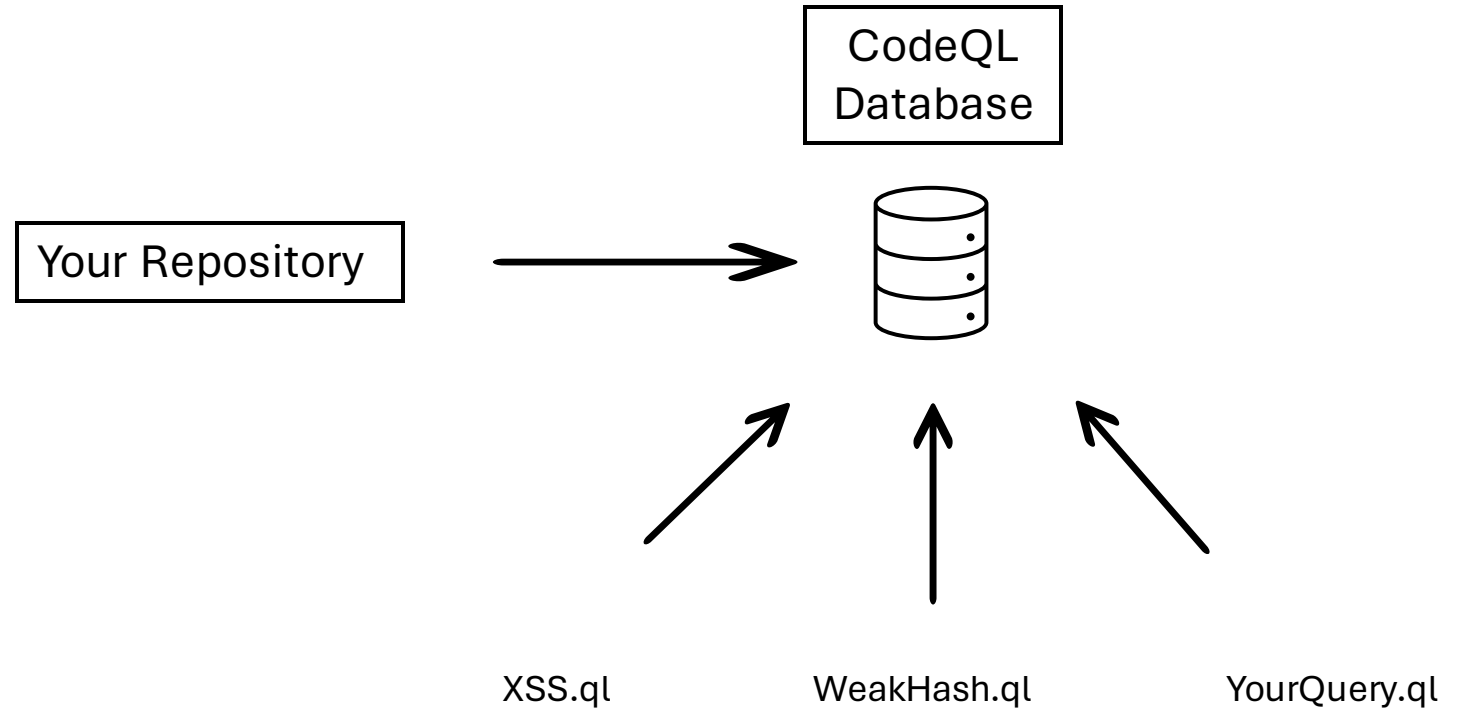 CodeQL
Database
Your Repository
XSS.ql
WeakHash.ql
YourQuery.ql